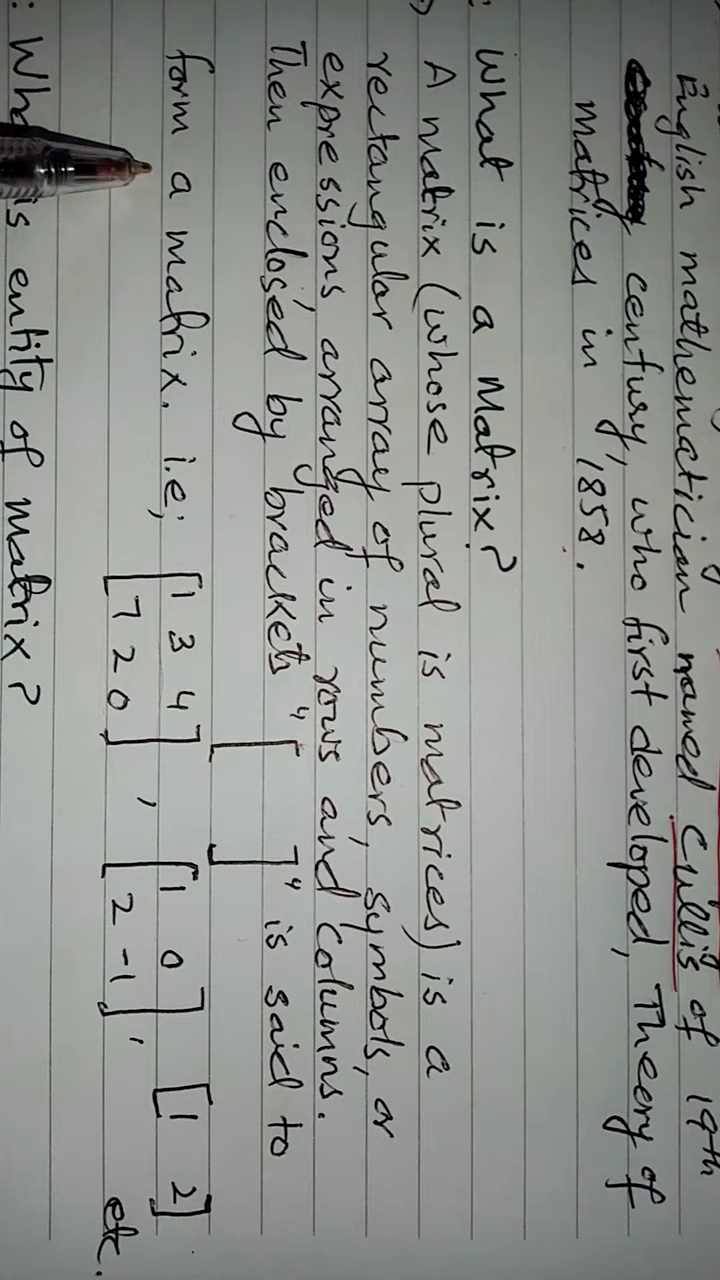 English mathematician named Cullis of 19th
century, who first developed, Theory of
matrices in 1858.
: What is a Matrix?
A matrix (whose plural is matrices) is a
rectangular array of numbers, symbols, or
expressions arranged in rows and columns.
Then enclosed by brackets "[ ]" is said to
form a matrix. i.e; [1 3 4 [1 0] [1 2]
7 2 0] , 2 -1] , etc.
: is entity of matrix?